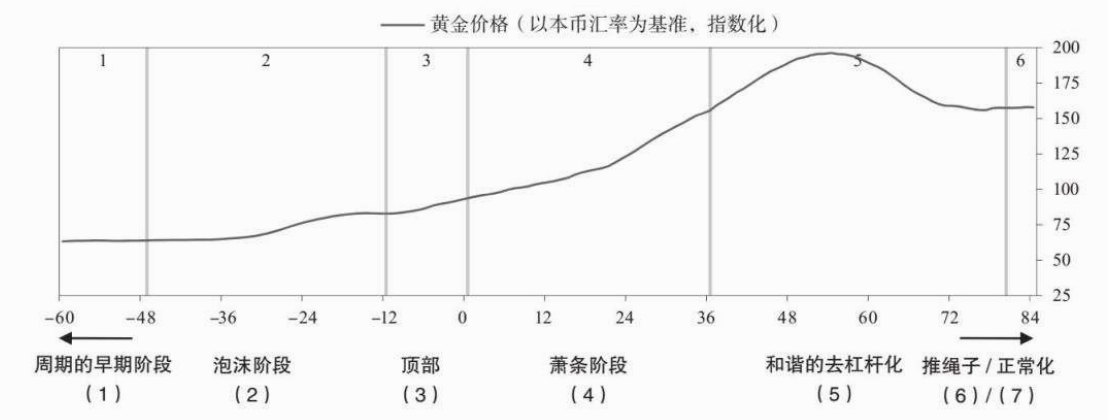 黄金价格（以本币汇率为基准，指数化）
1 2 3 4 5 6
200
175
150
125
100
75
50
25
-60 -48 -36 -24 -12 0 12 24 36 48 60 72 84
周期的早期阶段 泡沫阶段 顶部 萧条阶段 和谐的去杠杆化 推绳子/正常化
（1） （2） （3） （4） （5） （6）/（7）